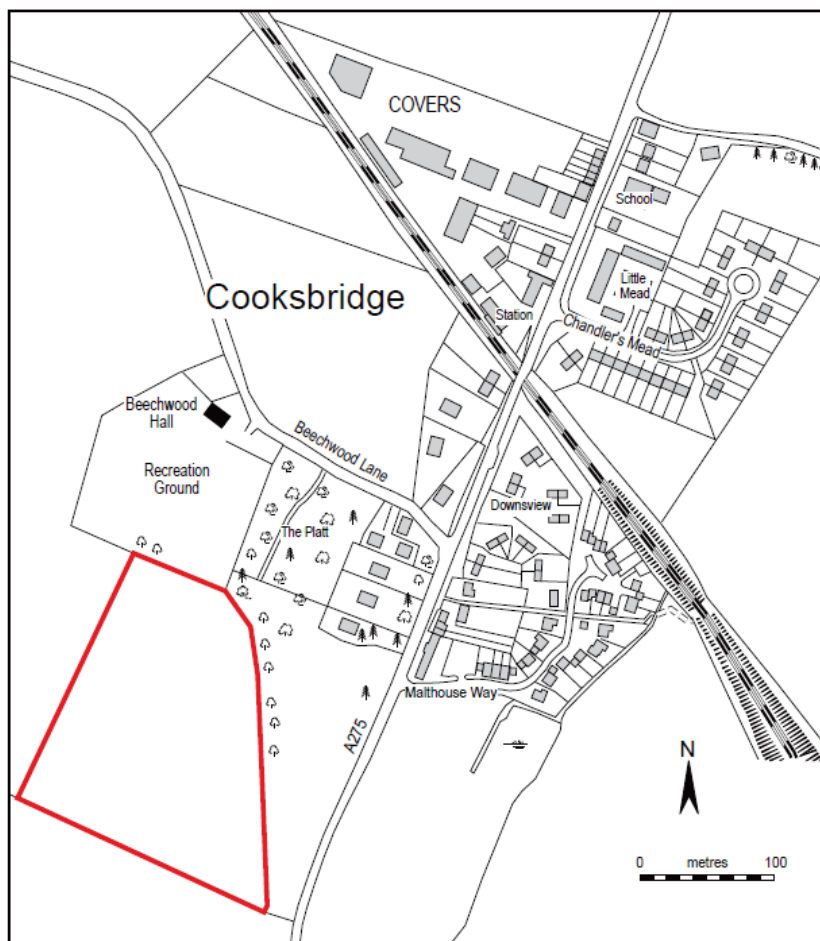 COVERS
School
Little
Mead
Cooksbridge
Station
Chandler's Mead
Beechwood
Hall
Beechwood Lane
Recreation
Ground
Downsview
The Platt
Malthouse Way
A275
N
0 metres 100